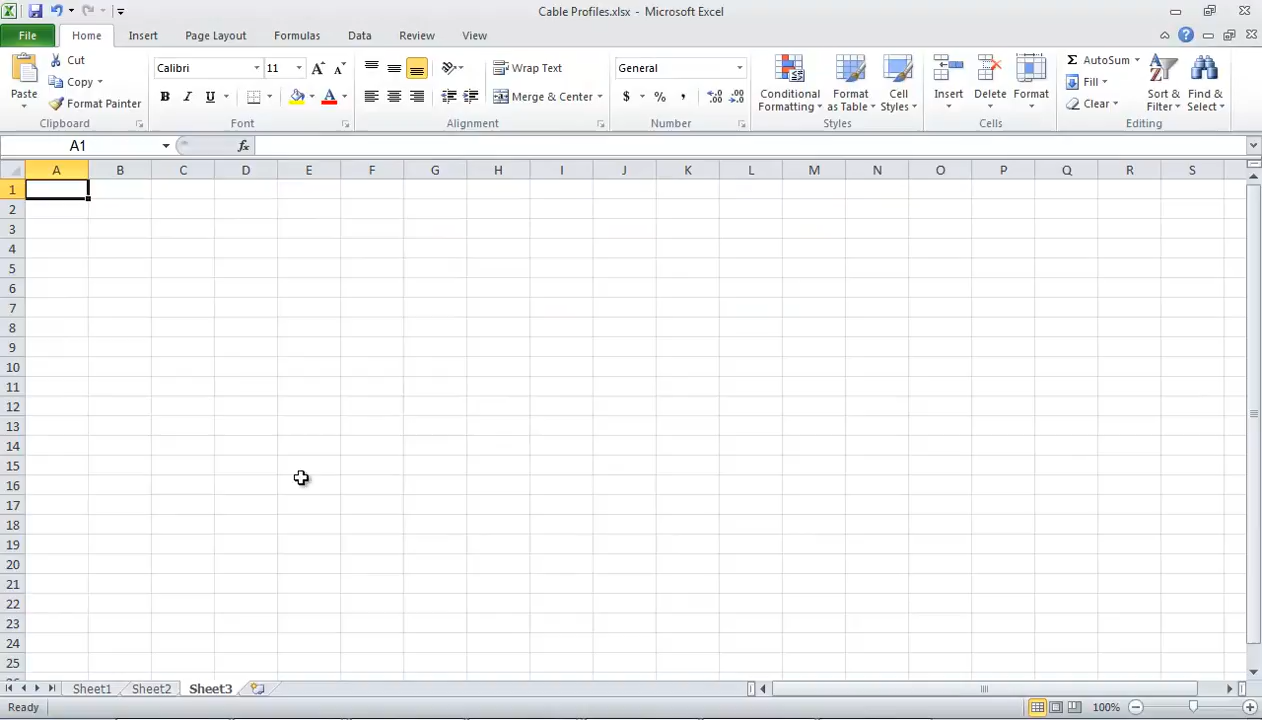 Cable Profiles.xlsx - Microsoft Excel
File Home Insert Page Layout Formulas Data Review View
Paste
Cut
Copy
Format Painter
Clipboard
Calibri 11
B I U
Font
Wrap Text
Merge & Center
Alignment
General
$ % ,
Number
Conditional Formatting
Format as Table
Cell Styles
Styles
Insert
Delete
Format
Cells
Σ AutoSum
Fill
Clear
Sort & Filter
Find & Select
Editing
A1 fx
A B C D E F G H I J K L M N O P Q R S
1
2
3
4
5
6
7
8
9
10
11
12
13
14
15
16
17
18
19
20
21
22
23
24
25
Sheet1 Sheet2 Sheet3
Ready 100%